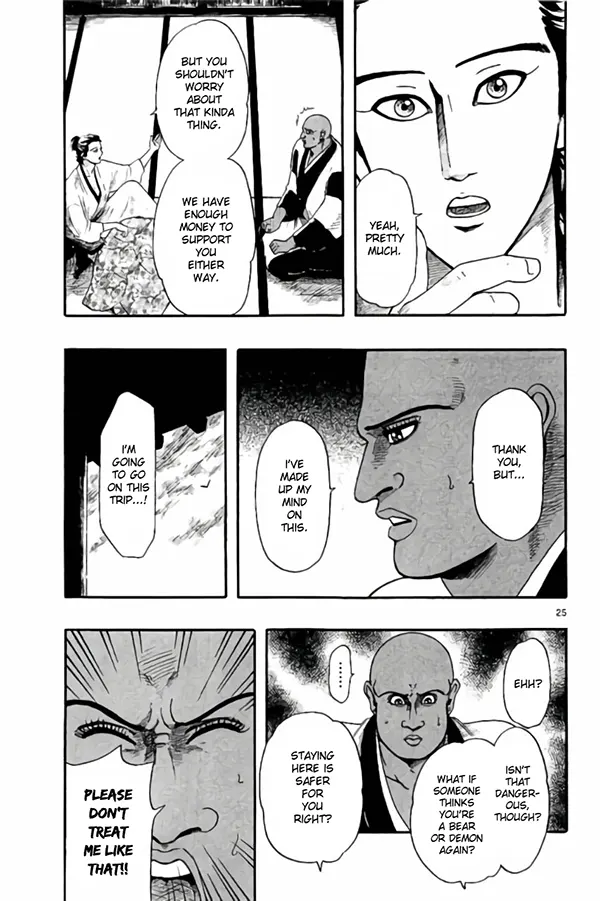 YEAH,
PRETTY
MUCH.
BUT YOU
SHOULDN'T
WORRY
ABOUT
THAT KINDA
THING.
WE HAVE
ENOUGH
MONEY TO
SUPPORT
YOU
EITHER
WAY.
THANK
YOU,
BUT...
I'VE
MADE
UP MY
MIND
ON
THIS.
I'M
GOING
TO GO
ON THIS
TRIP...!
25
EHH?
ISN'T
THAT
DANGER-
OUS,
THOUGH?
WHAT IF
SOMEONE
THINKS
YOU'RE
A BEAR
OR DEMON
AGAIN?
STAYING
HERE IS
SAFER
FOR
YOU
RIGHT?
......
PLEASE
DON'T
TREAT
ME LIKE
THAT!!